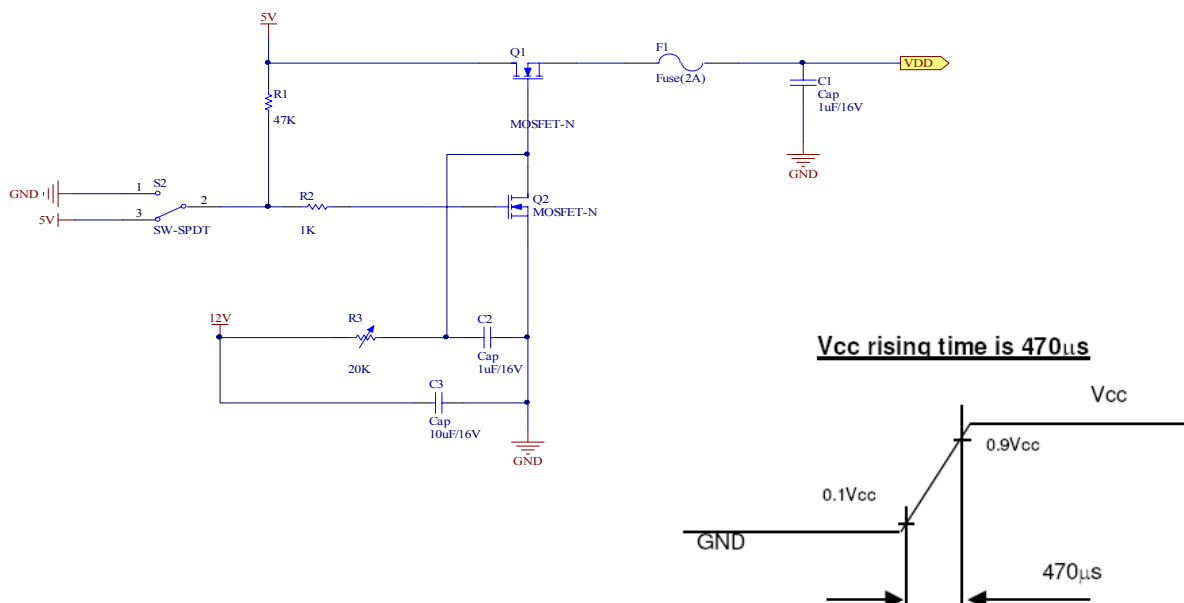 5V
Q1
MOSFET-N
F1
Fuse(2A)
VDD
C1
Cap
1uF/16V
GND
R1
47K
GND
1
S2
2
5V
3
SW-SPDT
R2
1K
Q2
MOSFET-N
12V
R3
20K
C2
Cap
1uF/16V
C3
Cap
10uF/16V
GND
Vcc rising time is 470μs
Vcc
0.9Vcc
0.1Vcc
GND
470μs